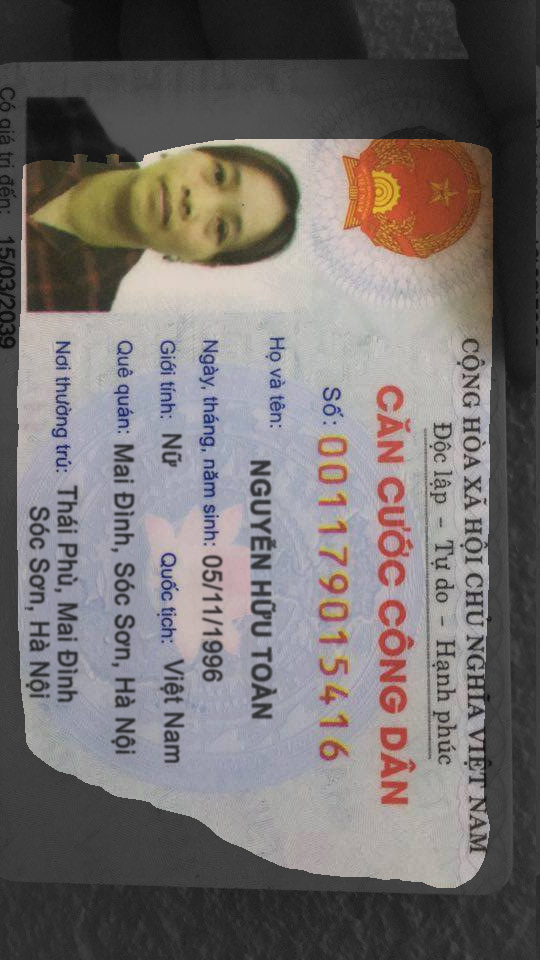 CỘNG HÒA XÃ HỘI CHỦ NGHĨA VIỆT NAM
Độc lập - Tự do - Hạnh phúc
CĂN CƯỚC CÔNG DÂN
Số: 001179015416
Họ và tên:
NGUYỄN HỮU TOÀN
Ngày, tháng, năm sinh: 05/11/1996
Giới tính: Nữ Quốc tịch: Việt Nam
Quê quán: Mai Đình, Sóc Sơn, Hà Nội
Nơi thường trú: Thái Phù, Mai Đình
Sóc Sơn, Hà Nội
Có giá trị đến: 15/03/2039